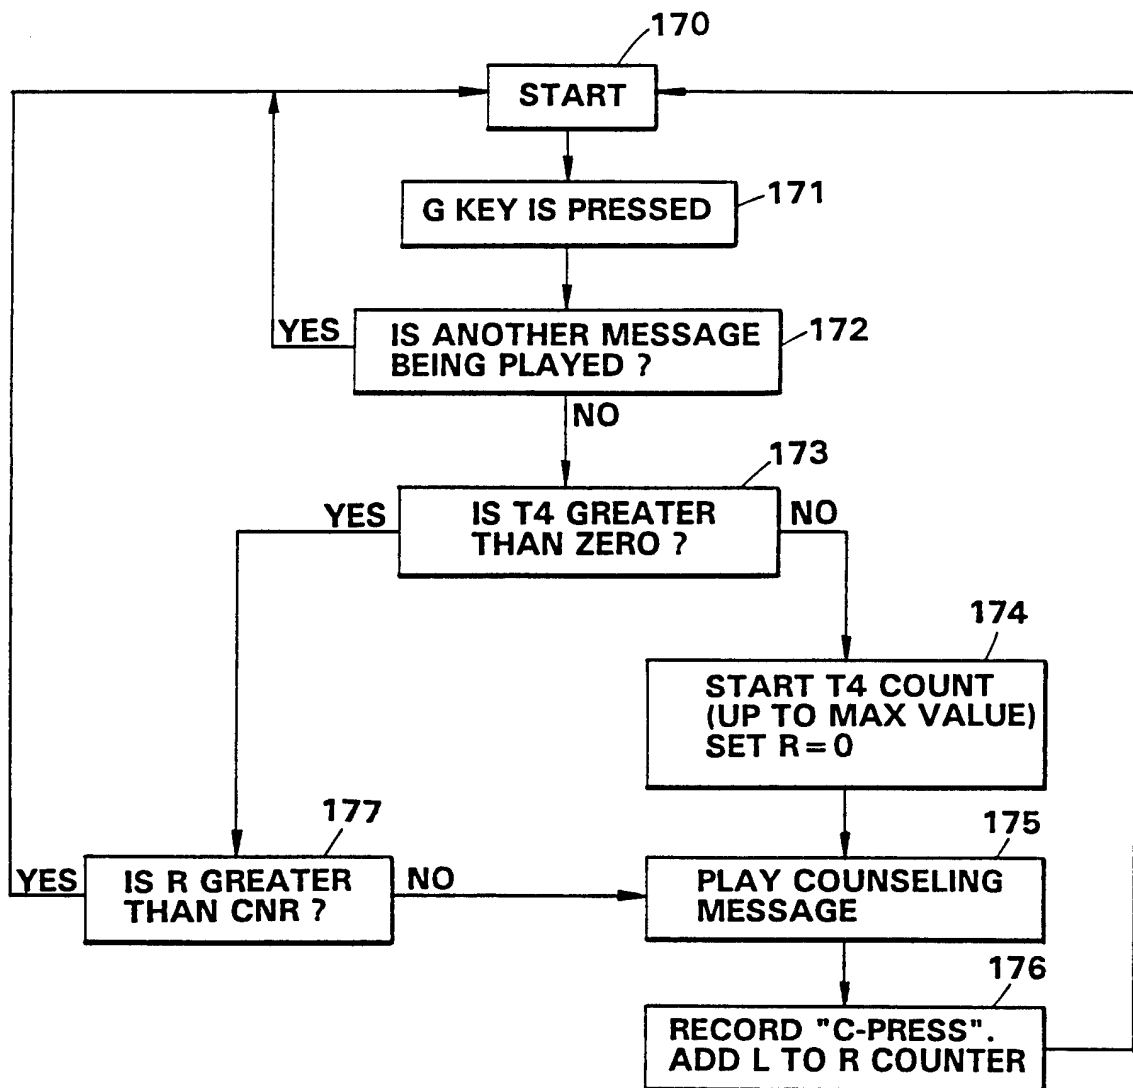 170
START
G KEY IS PRESSED
171
YES
IS ANOTHER MESSAGE
BEING PLAYED ?
172
NO
173
YES
IS T4 GREATER
THAN ZERO ?
NO
174
START T4 COUNT
(UP TO MAX VALUE)
SET R=0
177
175
YES
IS R GREATER
THAN CNR ?
NO
PLAY COUNSELING
MESSAGE
176
RECORD "C-PRESS".
ADD L TO R COUNTER